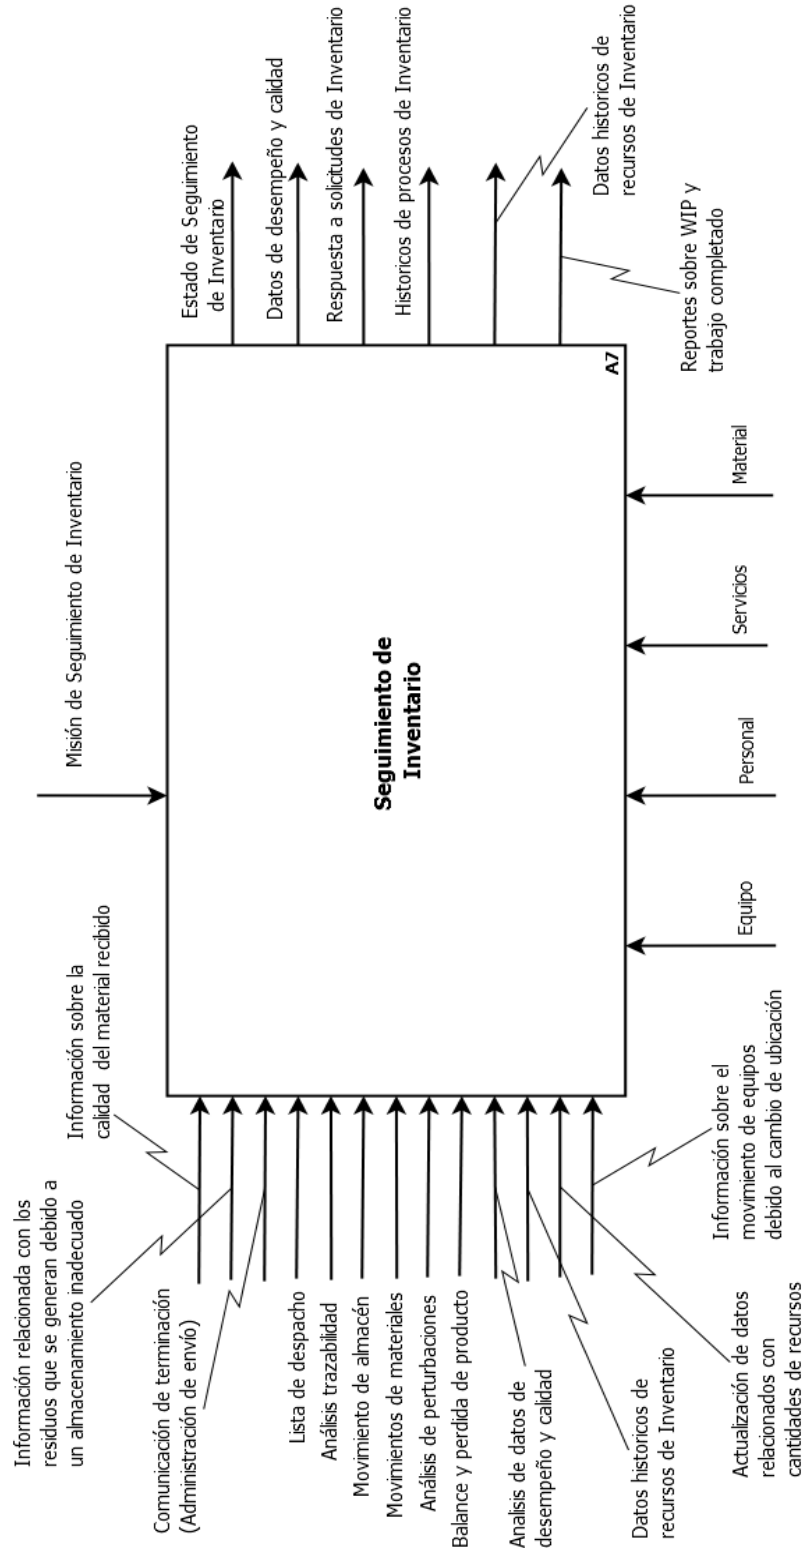 Misión de Seguimiento de Inventario
Información sobre la
calidad del material recibido
Información relacionada con los
residuos que se generan debido a
un almacenamiento inadecuado
Comunicación de terminación
(Administración de envío)
Lista de despacho
Análisis trazabilidad
Movimiento de almacén
Movimientos de materiales
Análisis de perturbaciones
Balance y perdida de producto
Analisis de datos de
desempeño y calidad
Datos historicos de
recursos de Inventario
Actualización de datos
relacionados con
cantidades de recursos
Información sobre el
movimiento de equipos
debido al cambio de ubicación
Seguimiento de
Inventario
A7
Estado de Seguimiento
de Inventario
Datos de desempeño y calidad
Respuesta a solicitudes de Inventario
Historicos de procesos de Inventario
Datos historicos de
recursos de Inventario
Reportes sobre WIP y
trabajo completado
Equipo
Personal
Servicios
Material